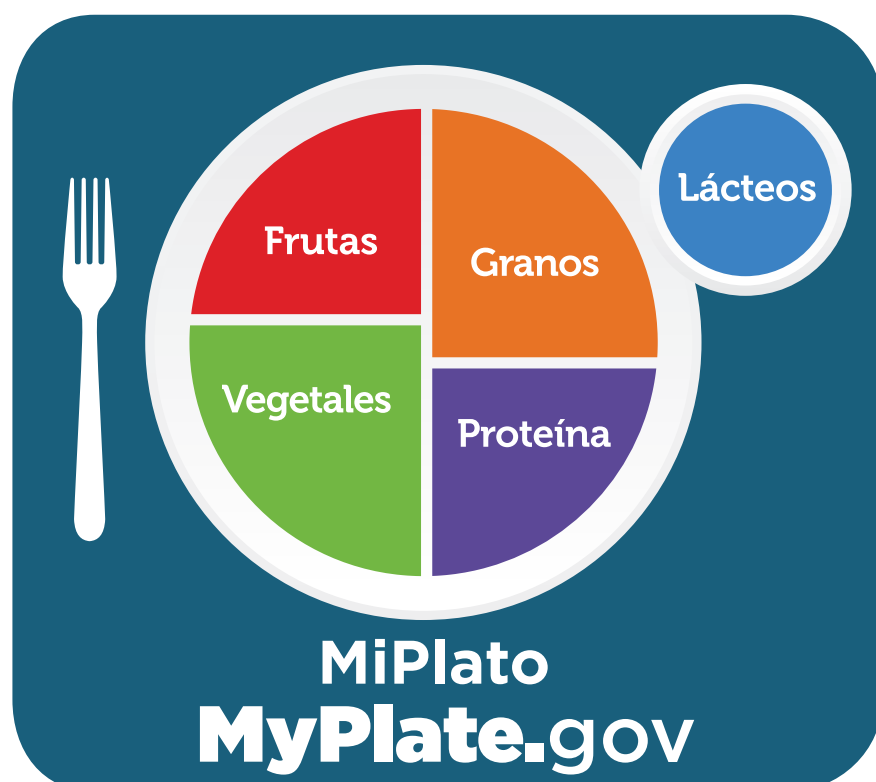 Frutas
Granos
Lácteos
Vegetales
Proteína
MiPlato
MyPlate.gov